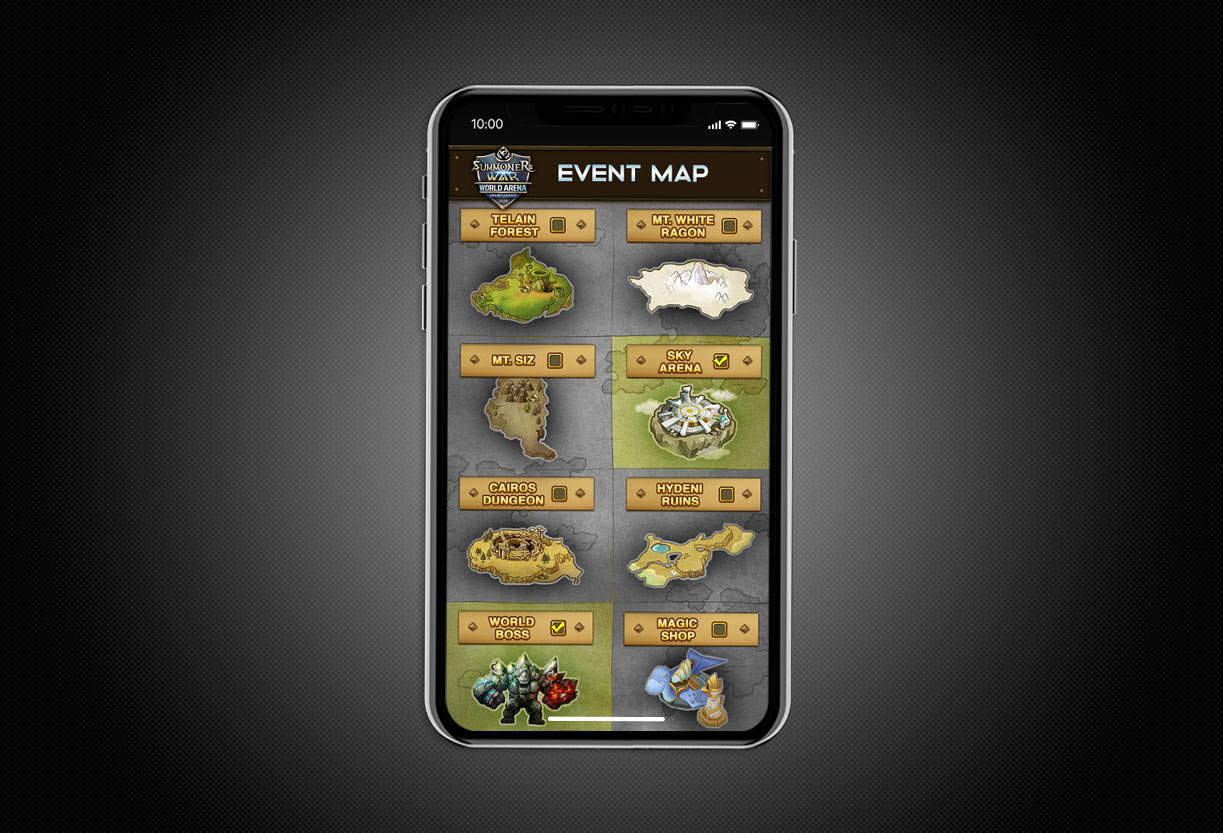 10:00
SUMMONERS
WAR
WORLD ARENA
CHAMPIONSHIP
EVENT MAP
TELAIN
FOREST
MT. WHITE
RAGON
MT. SIZ
SKY
ARENA
CAIROS
DUNGEON
HYDENI
RUINS
WORLD
BOSS
MAGIC
SHOP